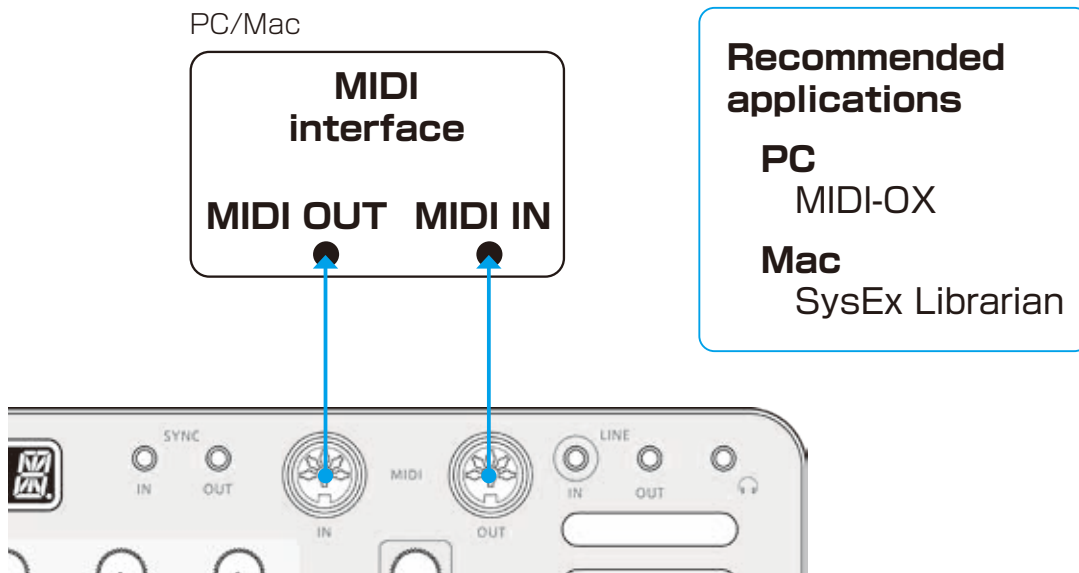 PC/Mac
MIDI
interface
MIDI OUT MIDI IN
Recommended
applications
PC
MIDI-OX
Mac
SysEx Librarian
SYNC
IN OUT
MIDI
IN OUT
LINE
IN OUT